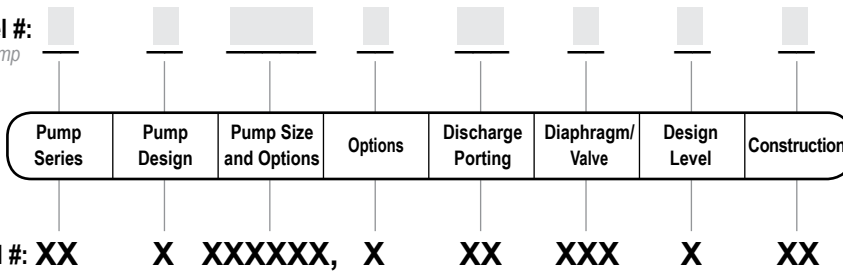 l #:
mp
Pump Series
Pump Design
Pump Size and Options
Options
Discharge Porting
Diaphragm/ Valve
Design Level
Construction
l #: XX X XXXXXX, X XX XXX X XX